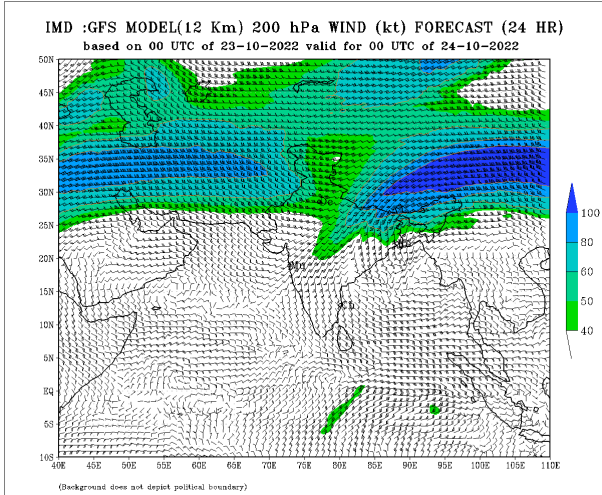 IMD :GFS MODEL(12 Km) 200 hPa WIND (kt) FORECAST (24 HR)
based on 00 UTC of 23-10-2022 valid for 00 UTC of 24-10-2022
50N
45N
40N
35N
30N
25N
20N
15N
10N
5N
EQ
5S
10S
40E 45E 50E 55E 60E 65E 70E 75E 80E 85E 90E 95E 100E 105E 110E
100
80
60
50
40
Mu
Ch
(Background does not depict political boundary)